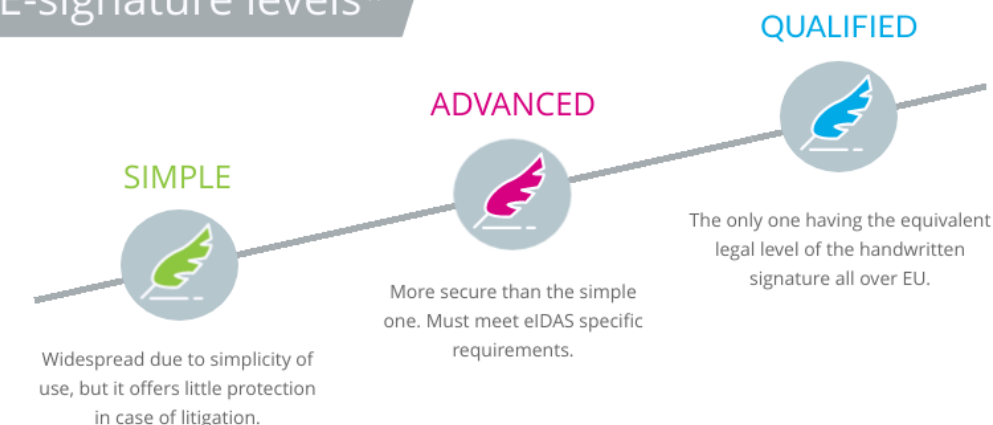 E-signature levels*
QUALIFIED
ADVANCED
SIMPLE
The only one having the equivalent
legal level of the handwritten
signature all over EU.
More secure than the simple
one. Must meet eIDAS specific
requirements.
Widespread due to simplicity of
use, but it offers little protection
in case of litigation.